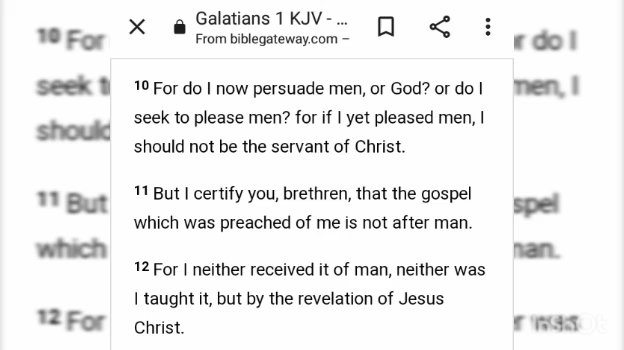 Galatians 1 KJV - ...
From biblegateway.com –
10 For do I now persuade men, or God? or do I
seek to please men? for if I yet pleased men, I
should not be the servant of Christ.
11 But I certify you, brethren, that the gospel
which was preached of me is not after man.
12 For I neither received it of man, neither was
I taught it, but by the revelation of Jesus
Christ.